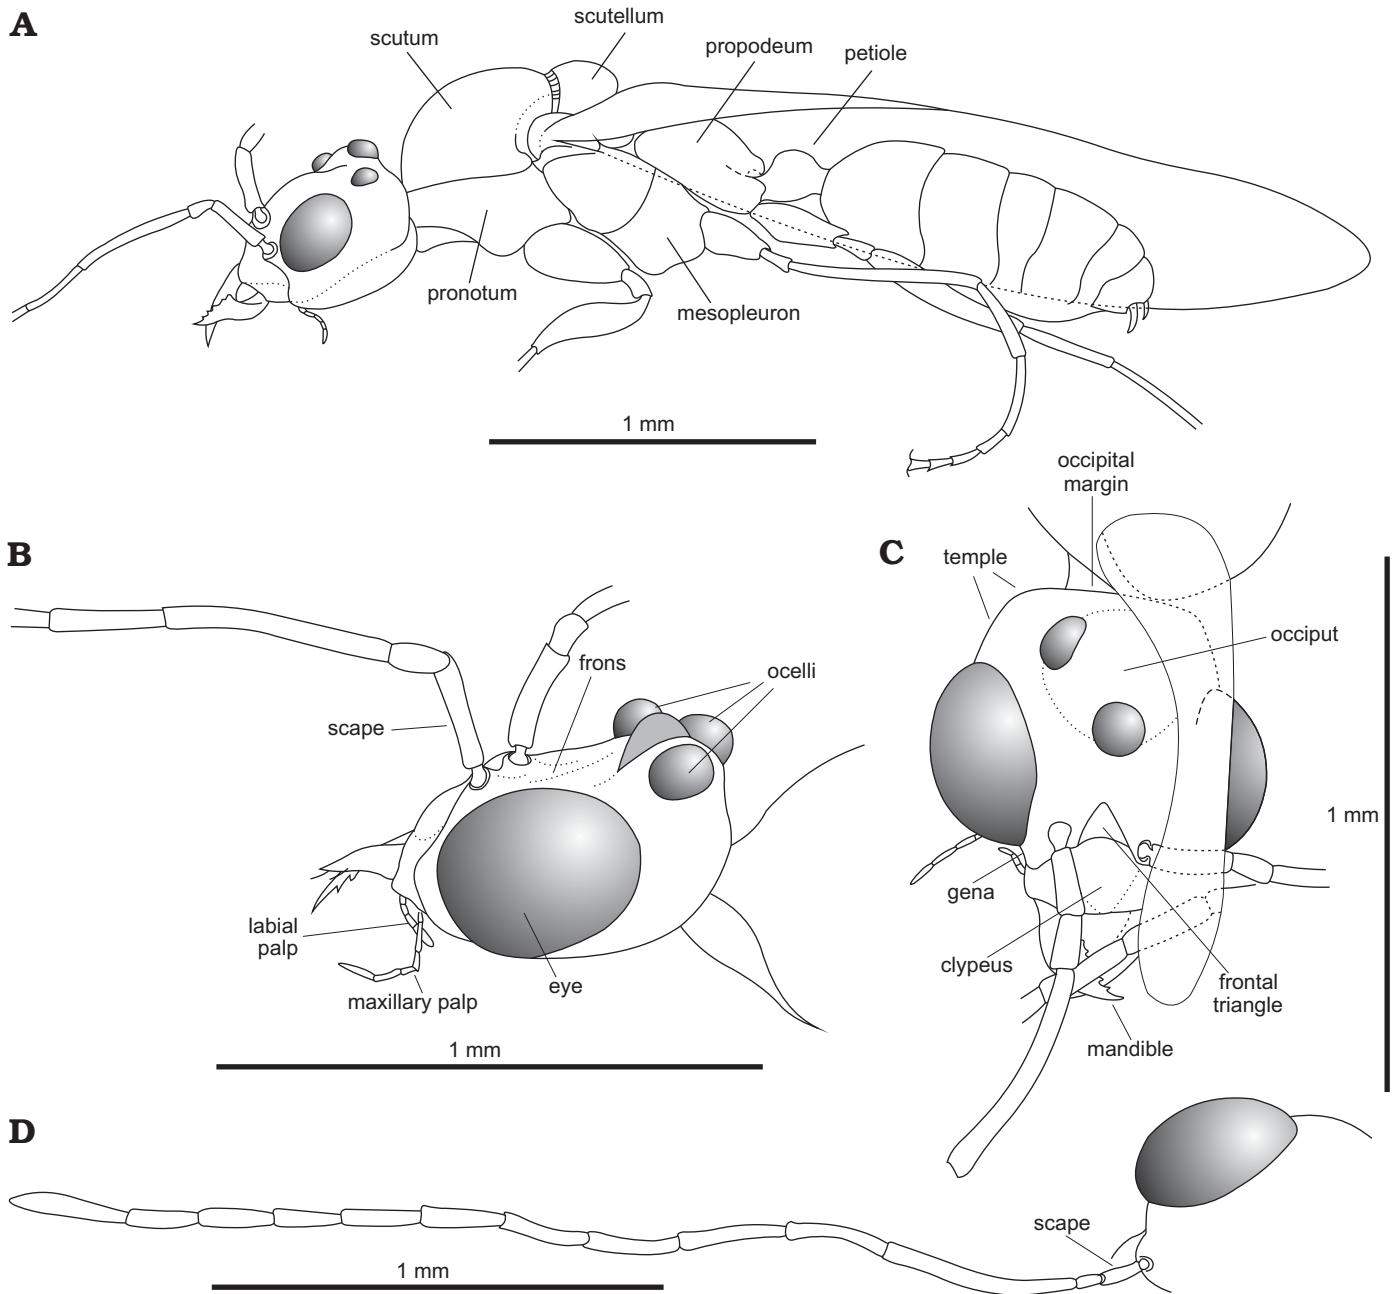 A
scutum
scutellum
propodeum
petiole
pronotum
mesopleuron
1 mm
B
frons
ocelli
scape
labial
palp
maxillary palp
eye
1 mm
C
occipital
margin
temple
occiput
1 mm
gena
clypeus
frontal
triangle
mandible
D
scape
1 mm